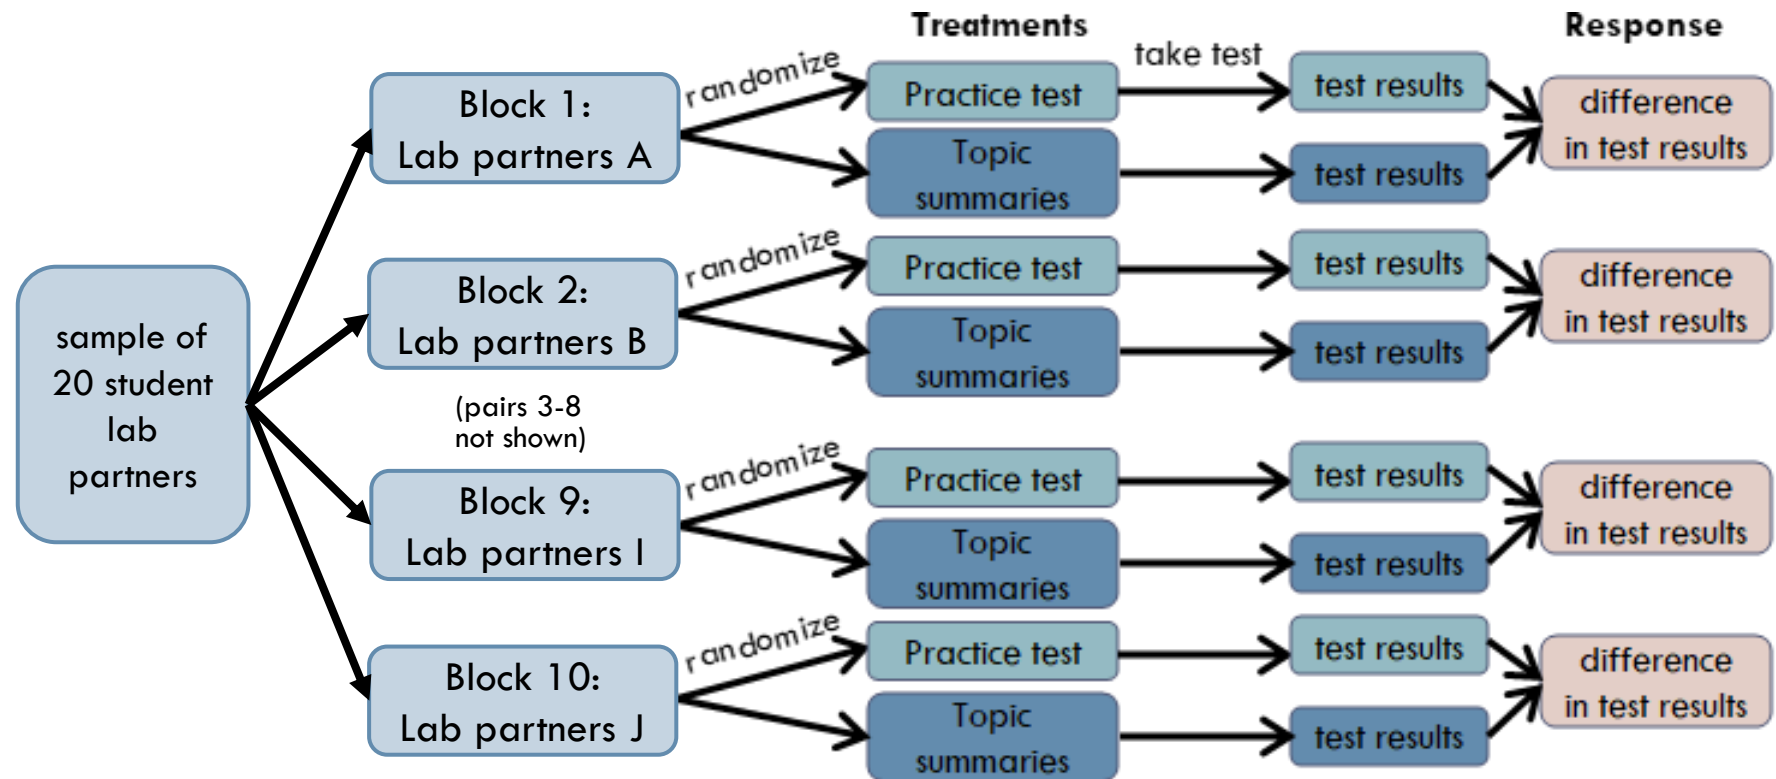 Treatments
Response
take test
sample of
20 student
lab
partners
Block 1:
Lab partners A
randomize
Practice test
Topic
summaries
test results
test results
difference
in test results
Block 2:
Lab partners B
randomize
Practice test
Topic
summaries
test results
test results
difference
in test results
(pairs 3-8
not shown)
Block 9:
Lab partners I
randomize
Practice test
Topic
summaries
test results
test results
difference
in test results
Block 10:
Lab partners J
randomize
Practice test
Topic
summaries
test results
test results
difference
in test results